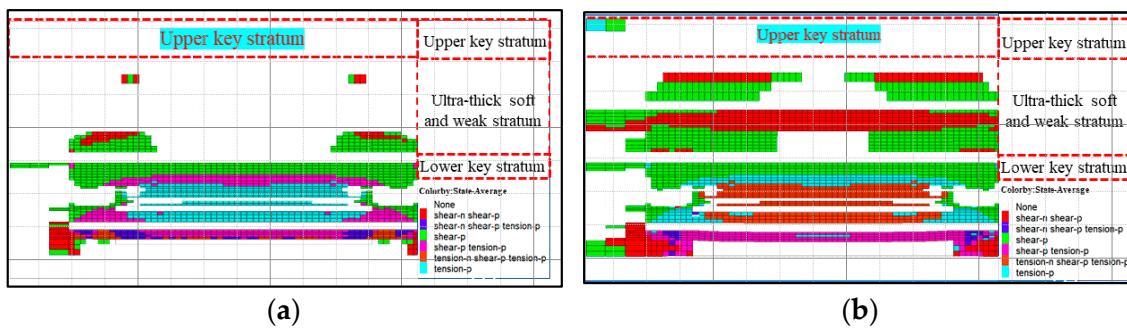 Upper key stratum
Upper key stratum
Ultra-thick soft
and weak stratum
Lower key stratum
Colorby:State-Average
None
shear-n shear-p
shear-n shear-p tension-p
shear-p
shear-p tension-p
tension-n shear-p tension-p
tension-p
(a)
Upper key stratum
Upper key stratum
Ultra-thick soft
and weak stratum
Lower key stratum
Colorby:State-Average
None
shear-n shear-p
shear-n shear-p tension-p
shear-p
shear-p tension-p
tension-n shear-p tension-p
tension-p
(b)